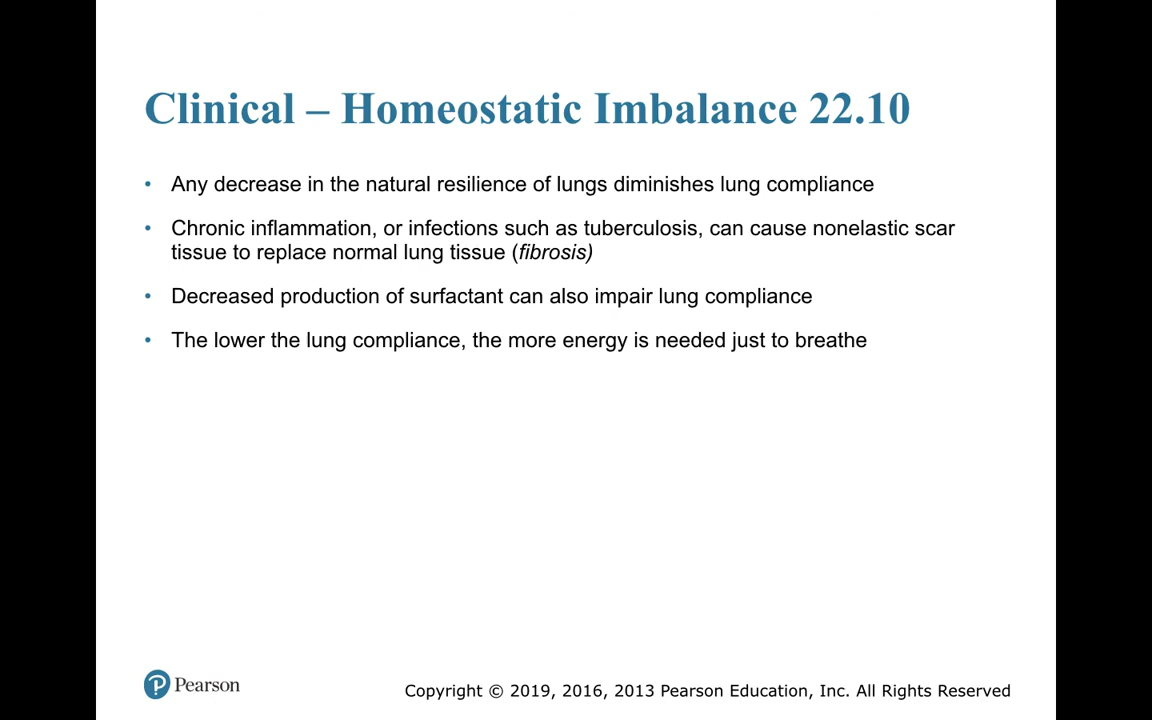 Clinical – Homeostatic Imbalance 22.10
• Any decrease in the natural resilience of lungs diminishes lung compliance
• Chronic inflammation, or infections such as tuberculosis, can cause nonelastic scar
tissue to replace normal lung tissue (fibrosis)
• Decreased production of surfactant can also impair lung compliance
• The lower the lung compliance, the more energy is needed just to breathe
Pearson
Copyright © 2019, 2016, 2013 Pearson Education, Inc. All Rights Reserved